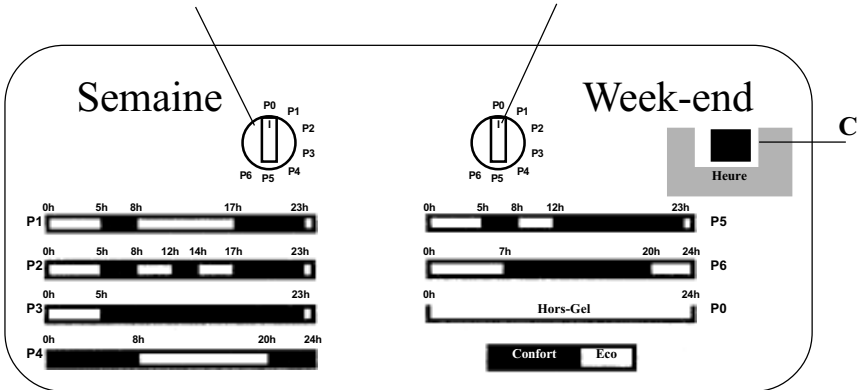 Semaine
P0
P1
P2
P3
P4
P5
P6
P0
P1
P2
P3
P4
P5
P6
Week-end
C
Heure
0h 5h 8h 17h 23h
P1
0h 5h 8h 12h 14h 17h 23h
P2
0h 5h 23h
P3
0h 8h 20h 24h
P4
0h 5h 8h 12h 23h
P5
0h 7h 20h 24h
P6
0h 24h
Hors-Gel P0
Confort Eco